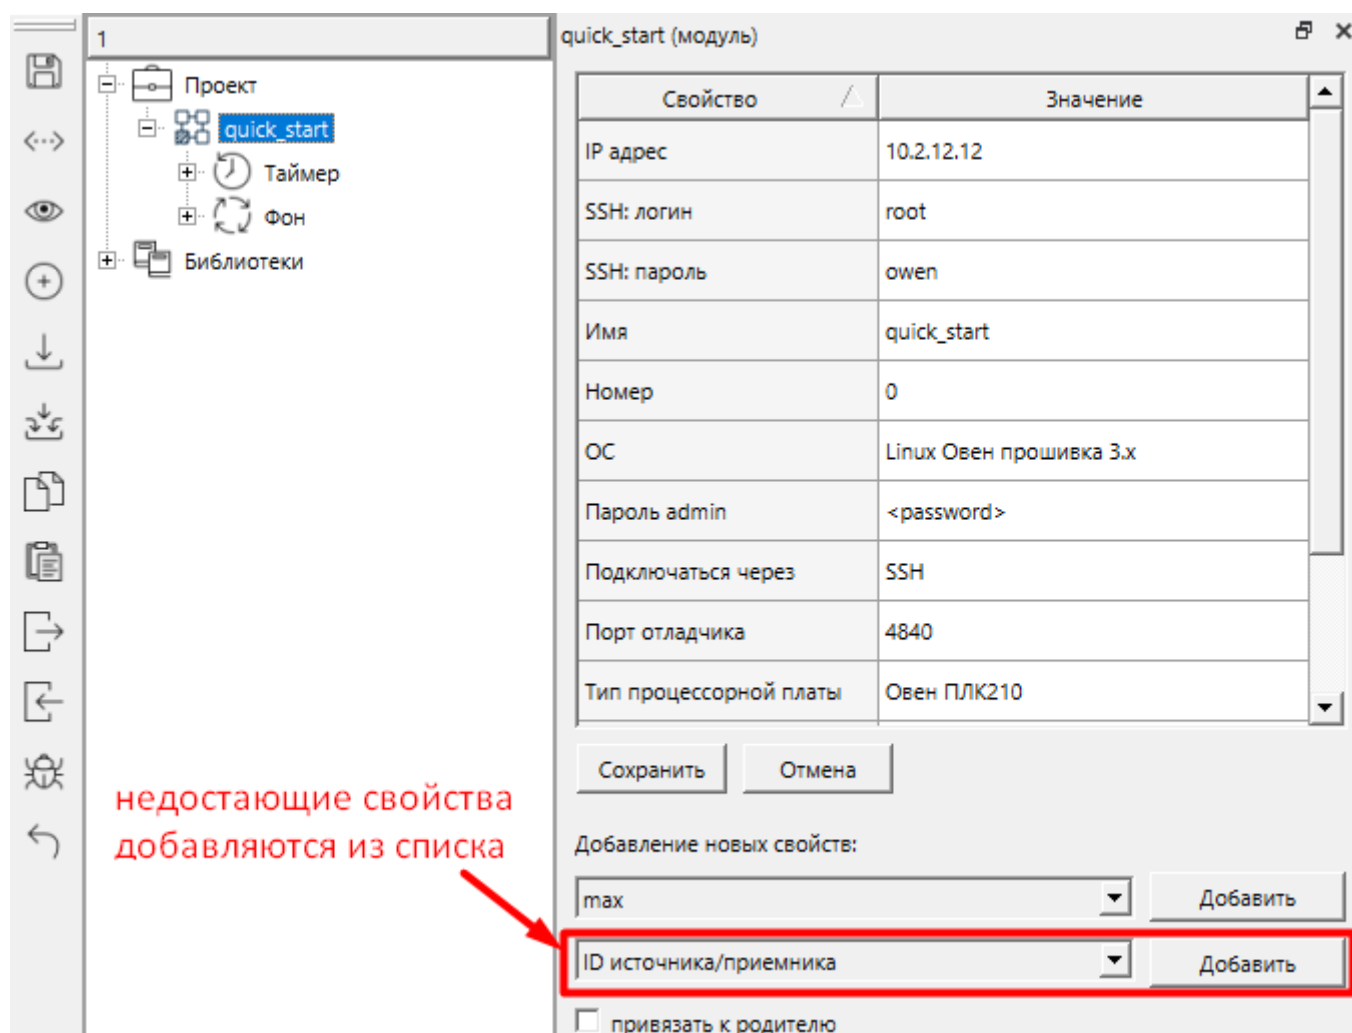 1
Проект
quick_start
Таймер
Фон
Библиотеки
quick_start (модуль)
Свойство Значение
IP адрес 10.2.12.12
SSH: логин root
SSH: пароль owen
Имя quick_start
Номер 0
ОС Linux Овен прошивка 3.x
Пароль admin <password>
Подключаться через SSH
Порт отладчика 4840
Тип процессорной платы Овен ПЛК210
Сохранить Отмена
недостающие свойства
добавляются из списка
Добавление новых свойств:
max Добавить
ID источника/приемника Добавить
привязать к родителю